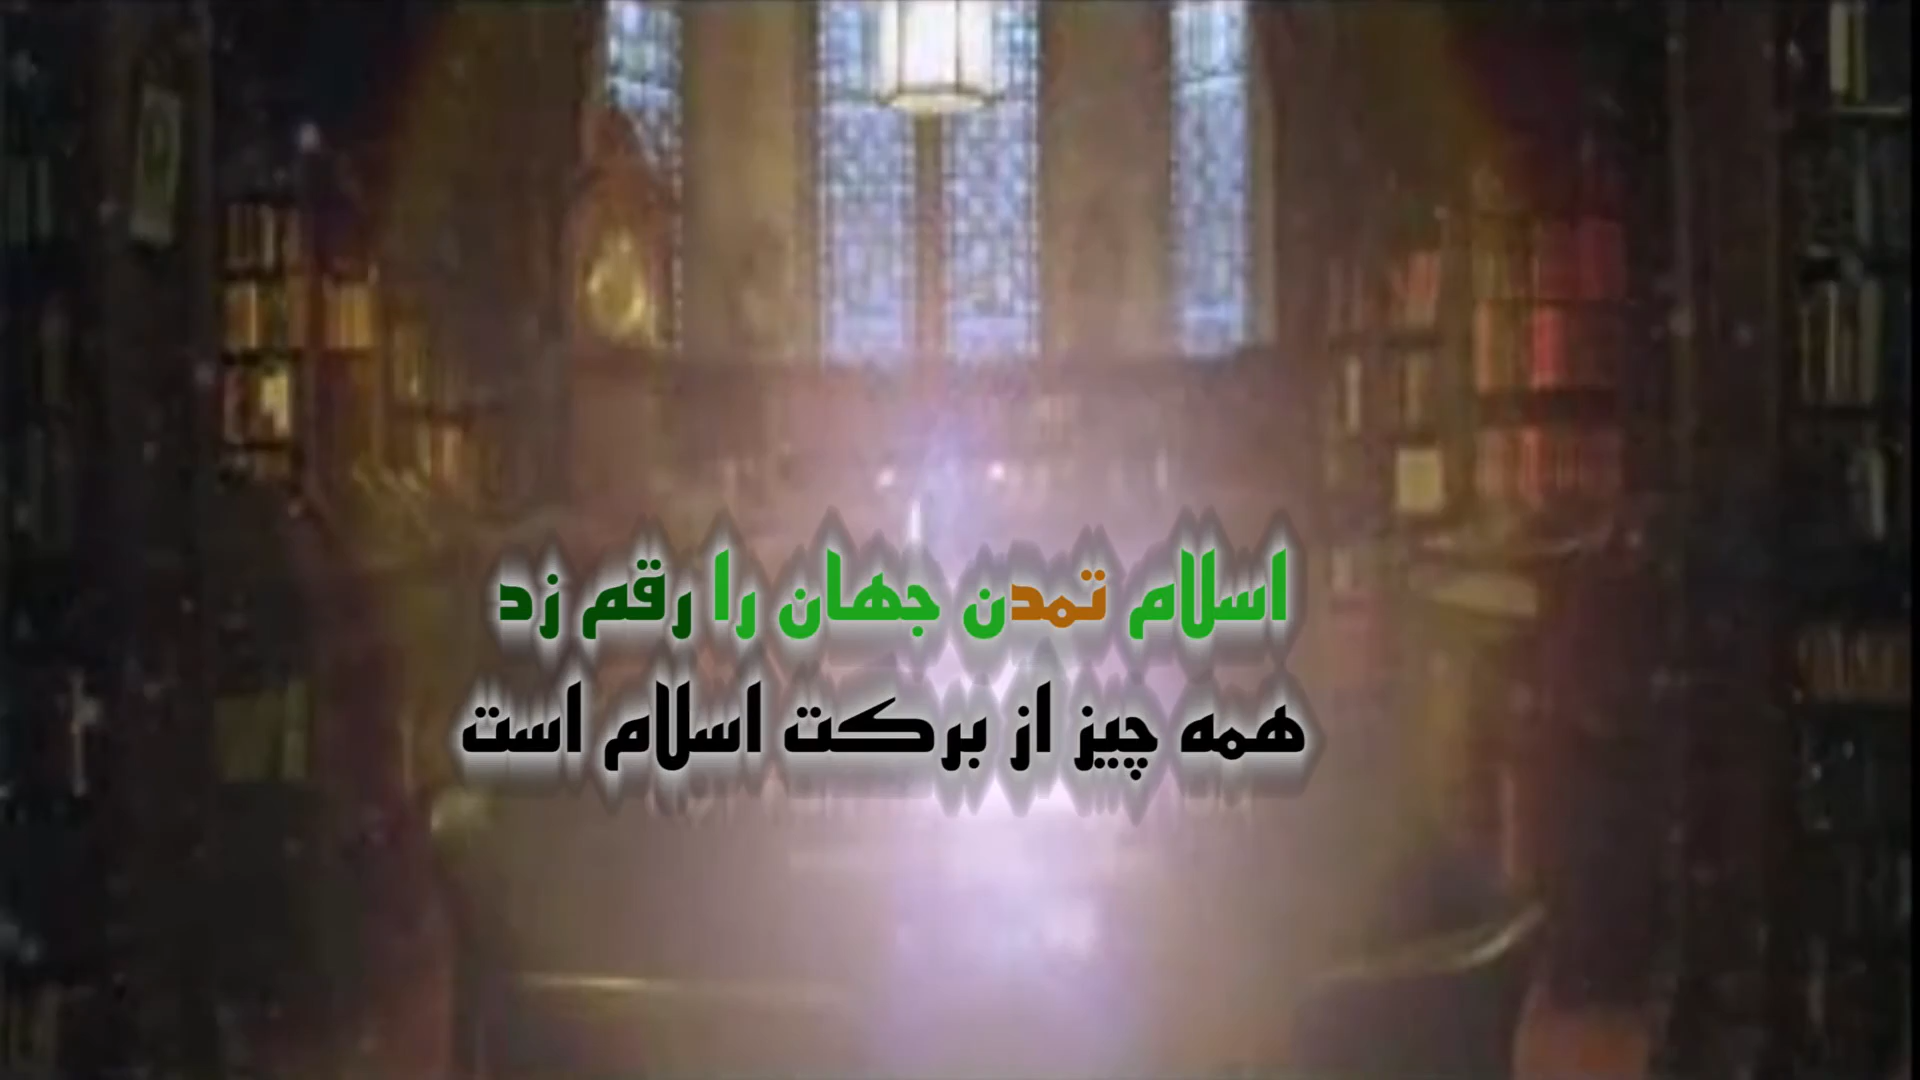 اسلام تمدن جهان را رقم زد
همه چیز از برکت اسلام است